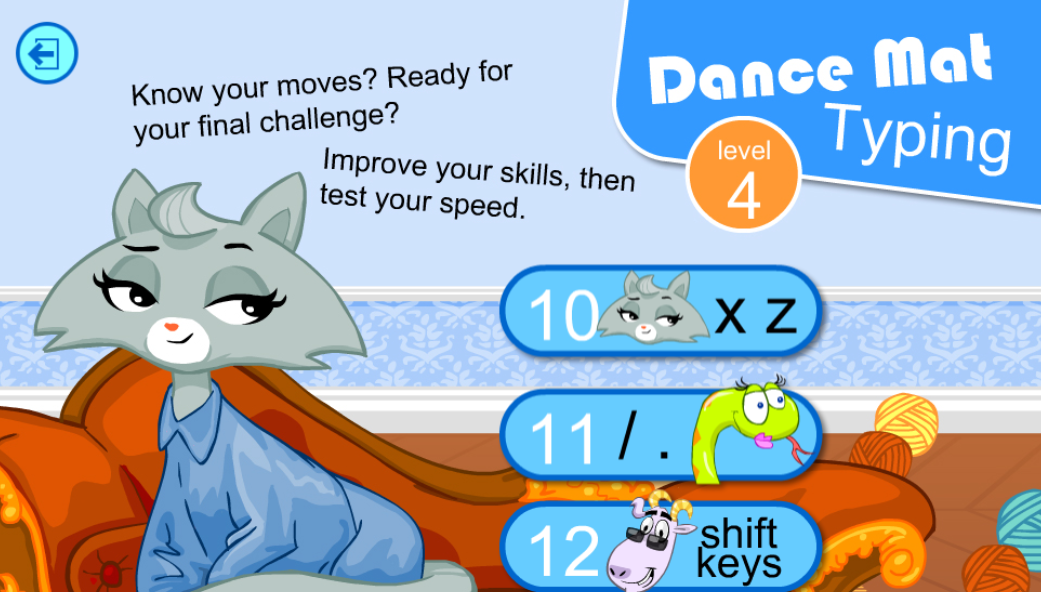 Dance Mat
Typing
level
4
Know your moves? Ready for
your final challenge?
Improve your skills, then
test your speed.
10 x z
11 / .
12 shift
keys